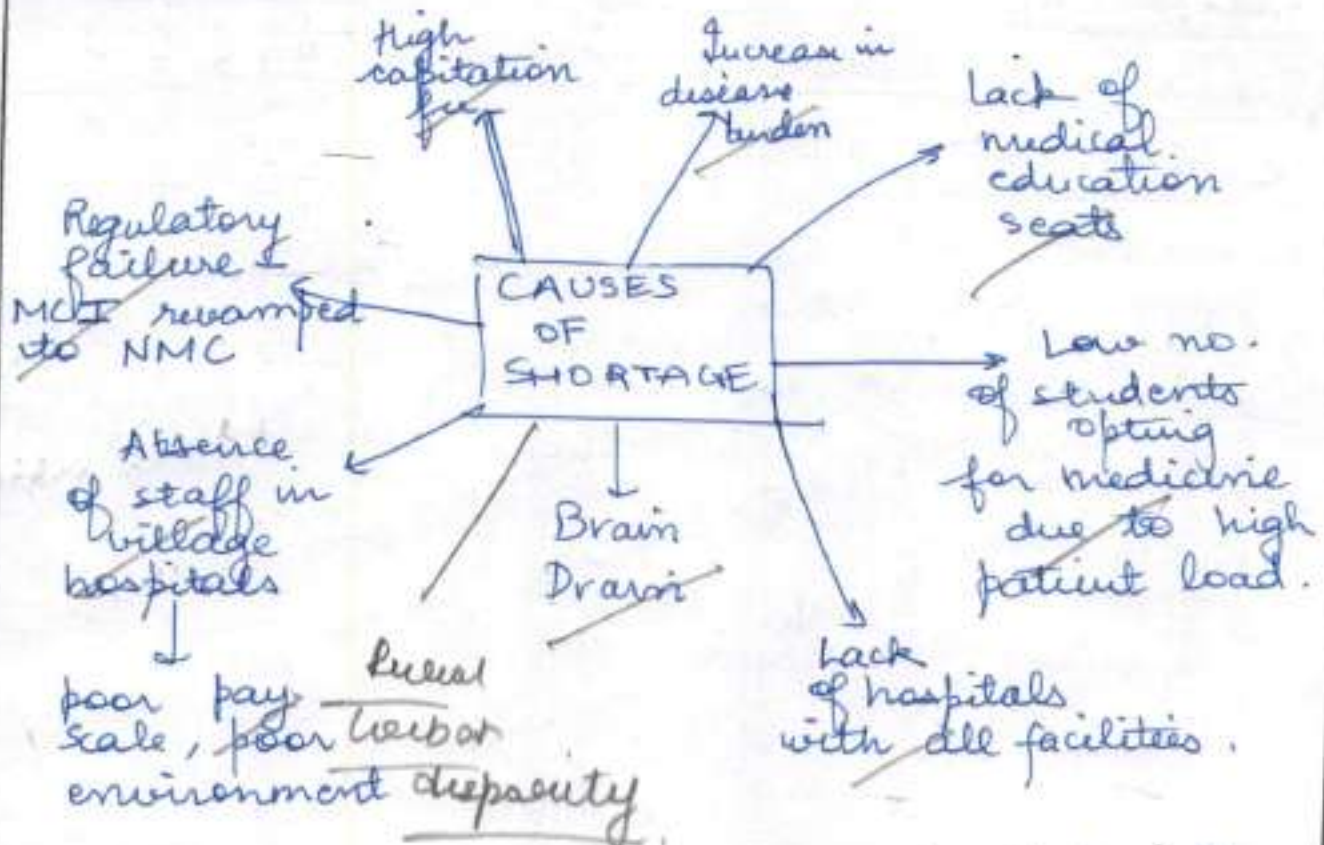 High
capitation
fee
Increase in
disease
burden
Lack of
medical
education
seats
Regulatory
failure -
MCI revamped
to NMC
CAUSES
OF
SHORTAGE
Low no.
of students
opting
for medicine
due to high
patient load.
Absence
of staff in
village
hospitals
poor pay
scale, poor
environment
Rural
Urban
disparity
Brain
Drain
Lack
of hospitals
with all facilities.